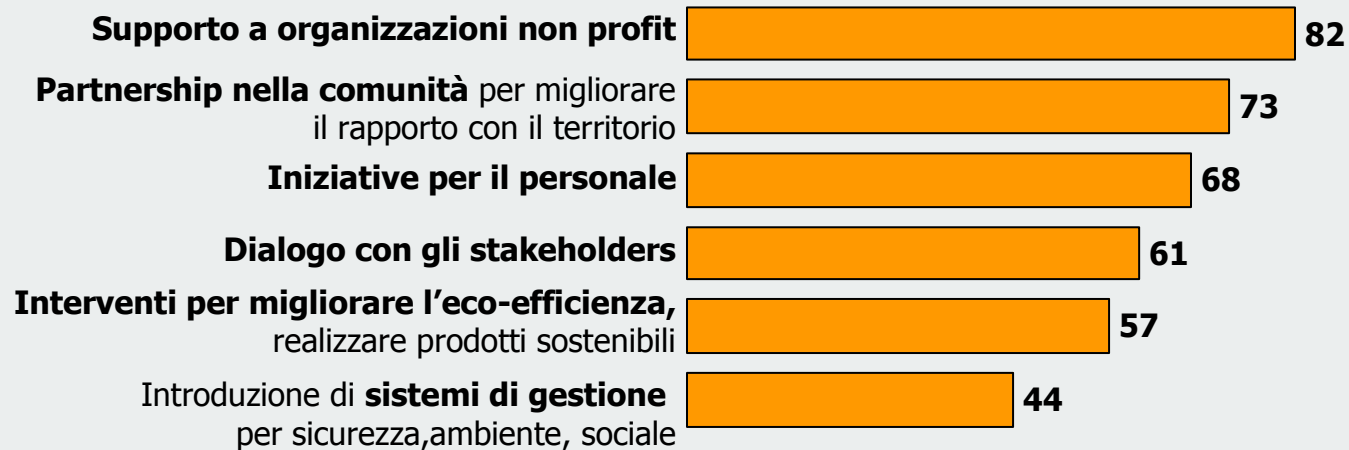 Supporto a organizzazioni non profit 82
Partnership nella comunità per migliorare
il rapporto con il territorio 73
Iniziative per il personale 68
Dialogo con gli stakeholders 61
Interventi per migliorare l’eco-efficienza,
realizzare prodotti sostenibili 57
Introduzione di sistemi di gestione
per sicurezza,ambiente, sociale 44